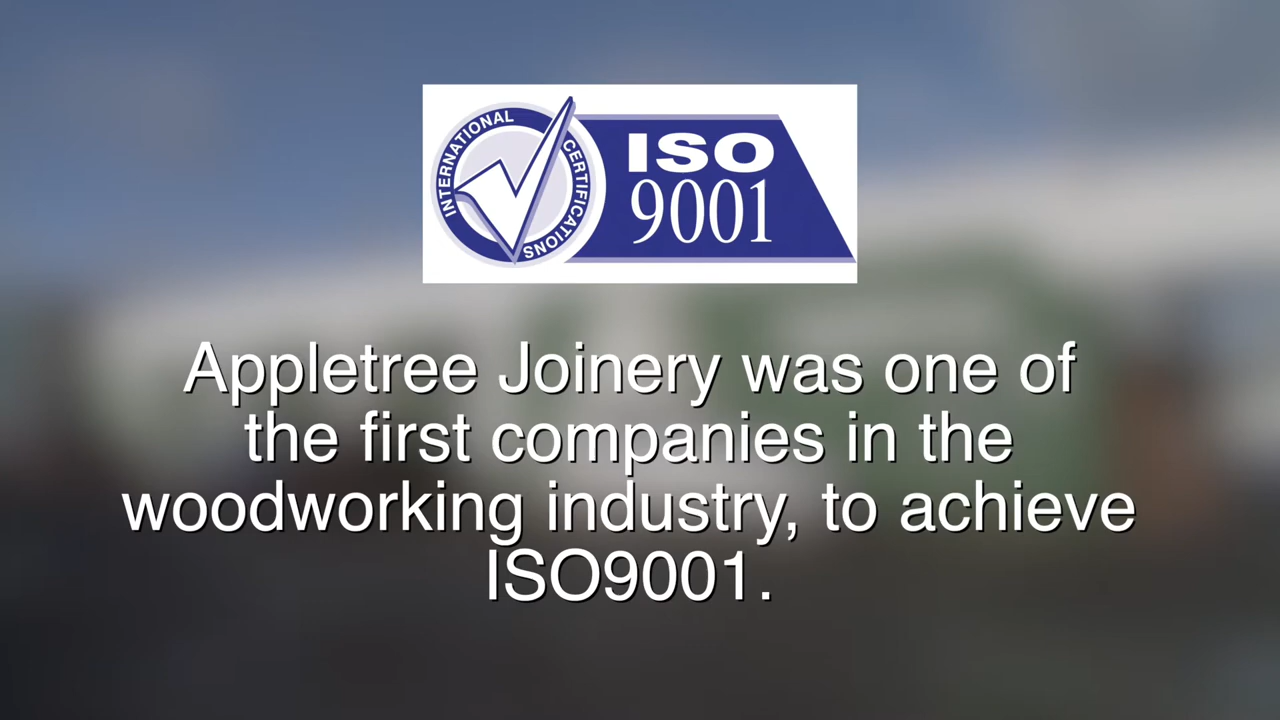 INTERNATIONAL CERTIFICATIONS
ISO
9001
Appletree Joinery was one of
the first companies in the
woodworking industry, to achieve
ISO9001.